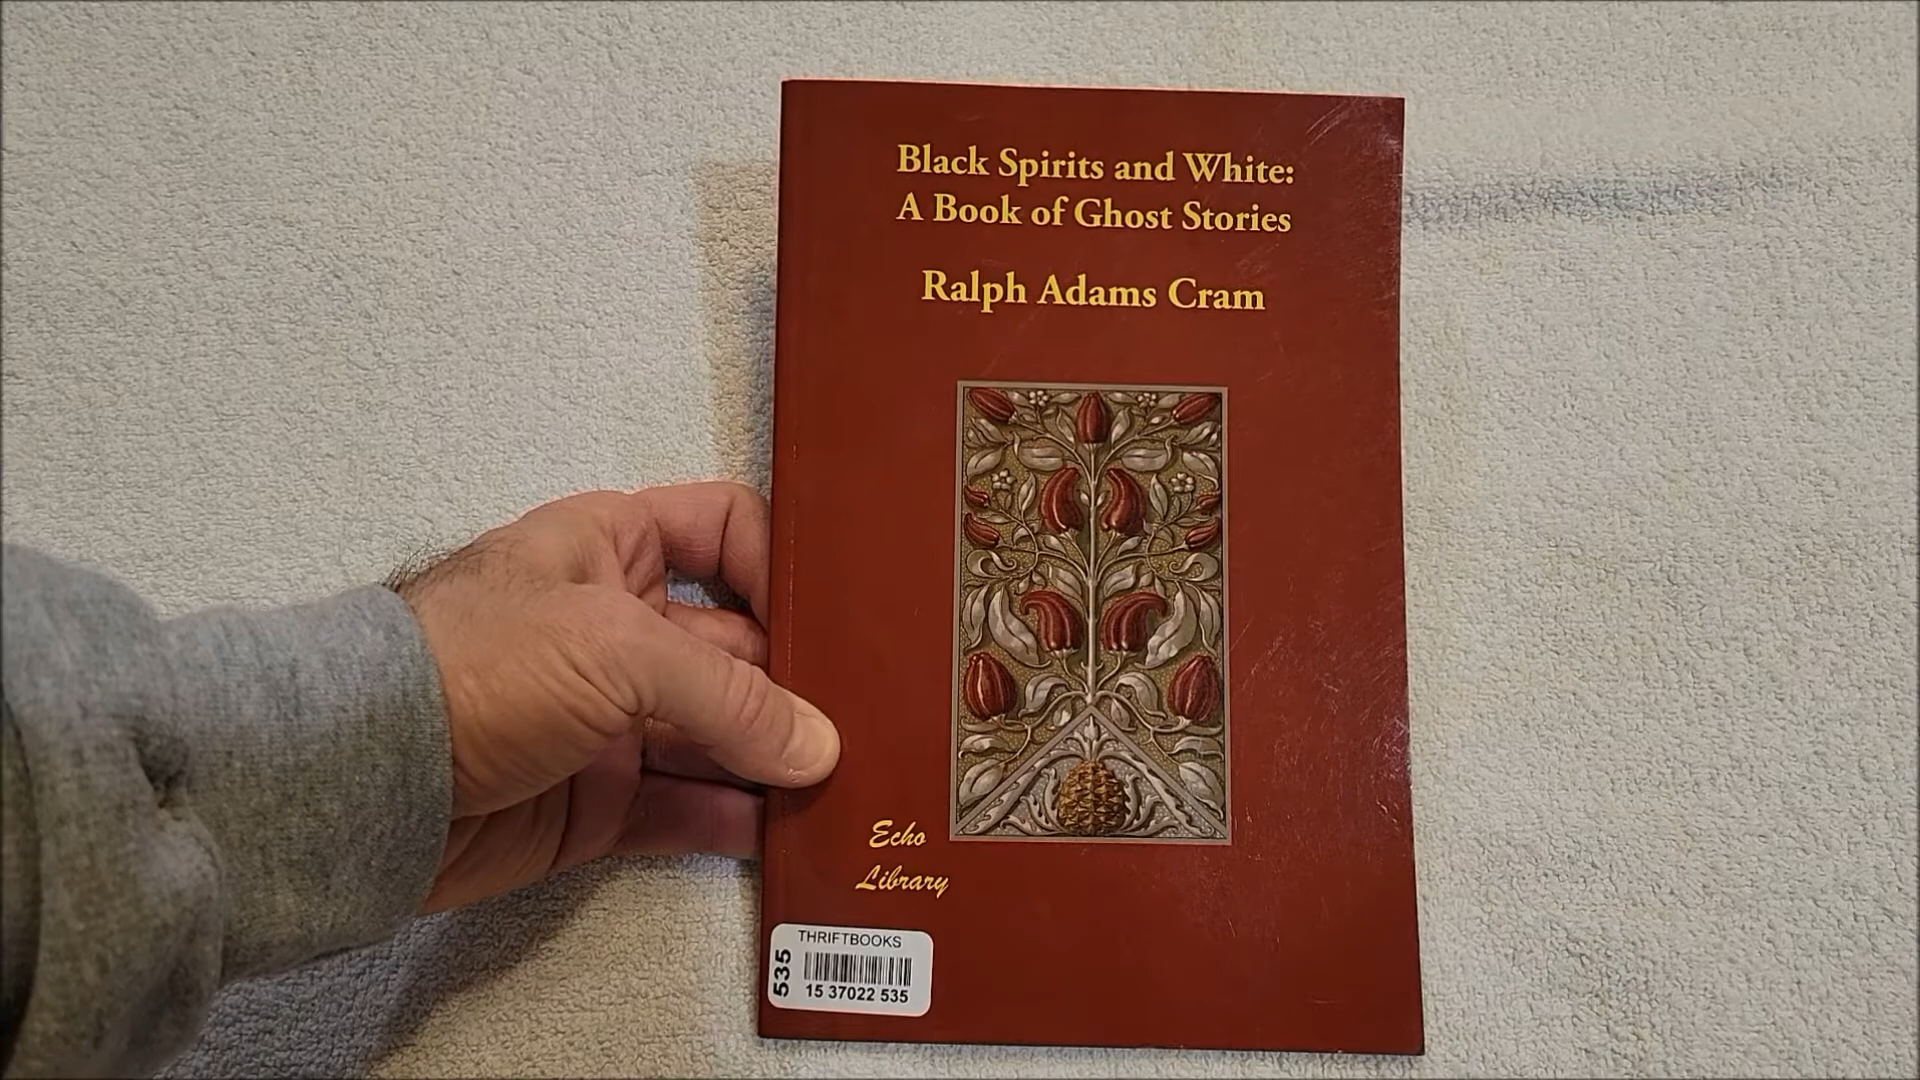 Black Spirits and White:
A Book of Ghost Stories
Ralph Adams Cram
Echo
Library
THRIFTBOOKS
535
15 37022 535